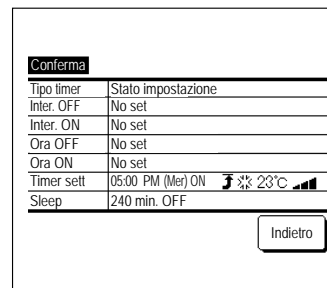 Conferma
Tipo timer Stato impostazione
Inter. OFF No set
Inter. ON No set
Ora OFF No set
Ora ON No set
Timer sett 05:00 PM (Mer) ON 23°C
Sleep 240 min. OFF
Indietro